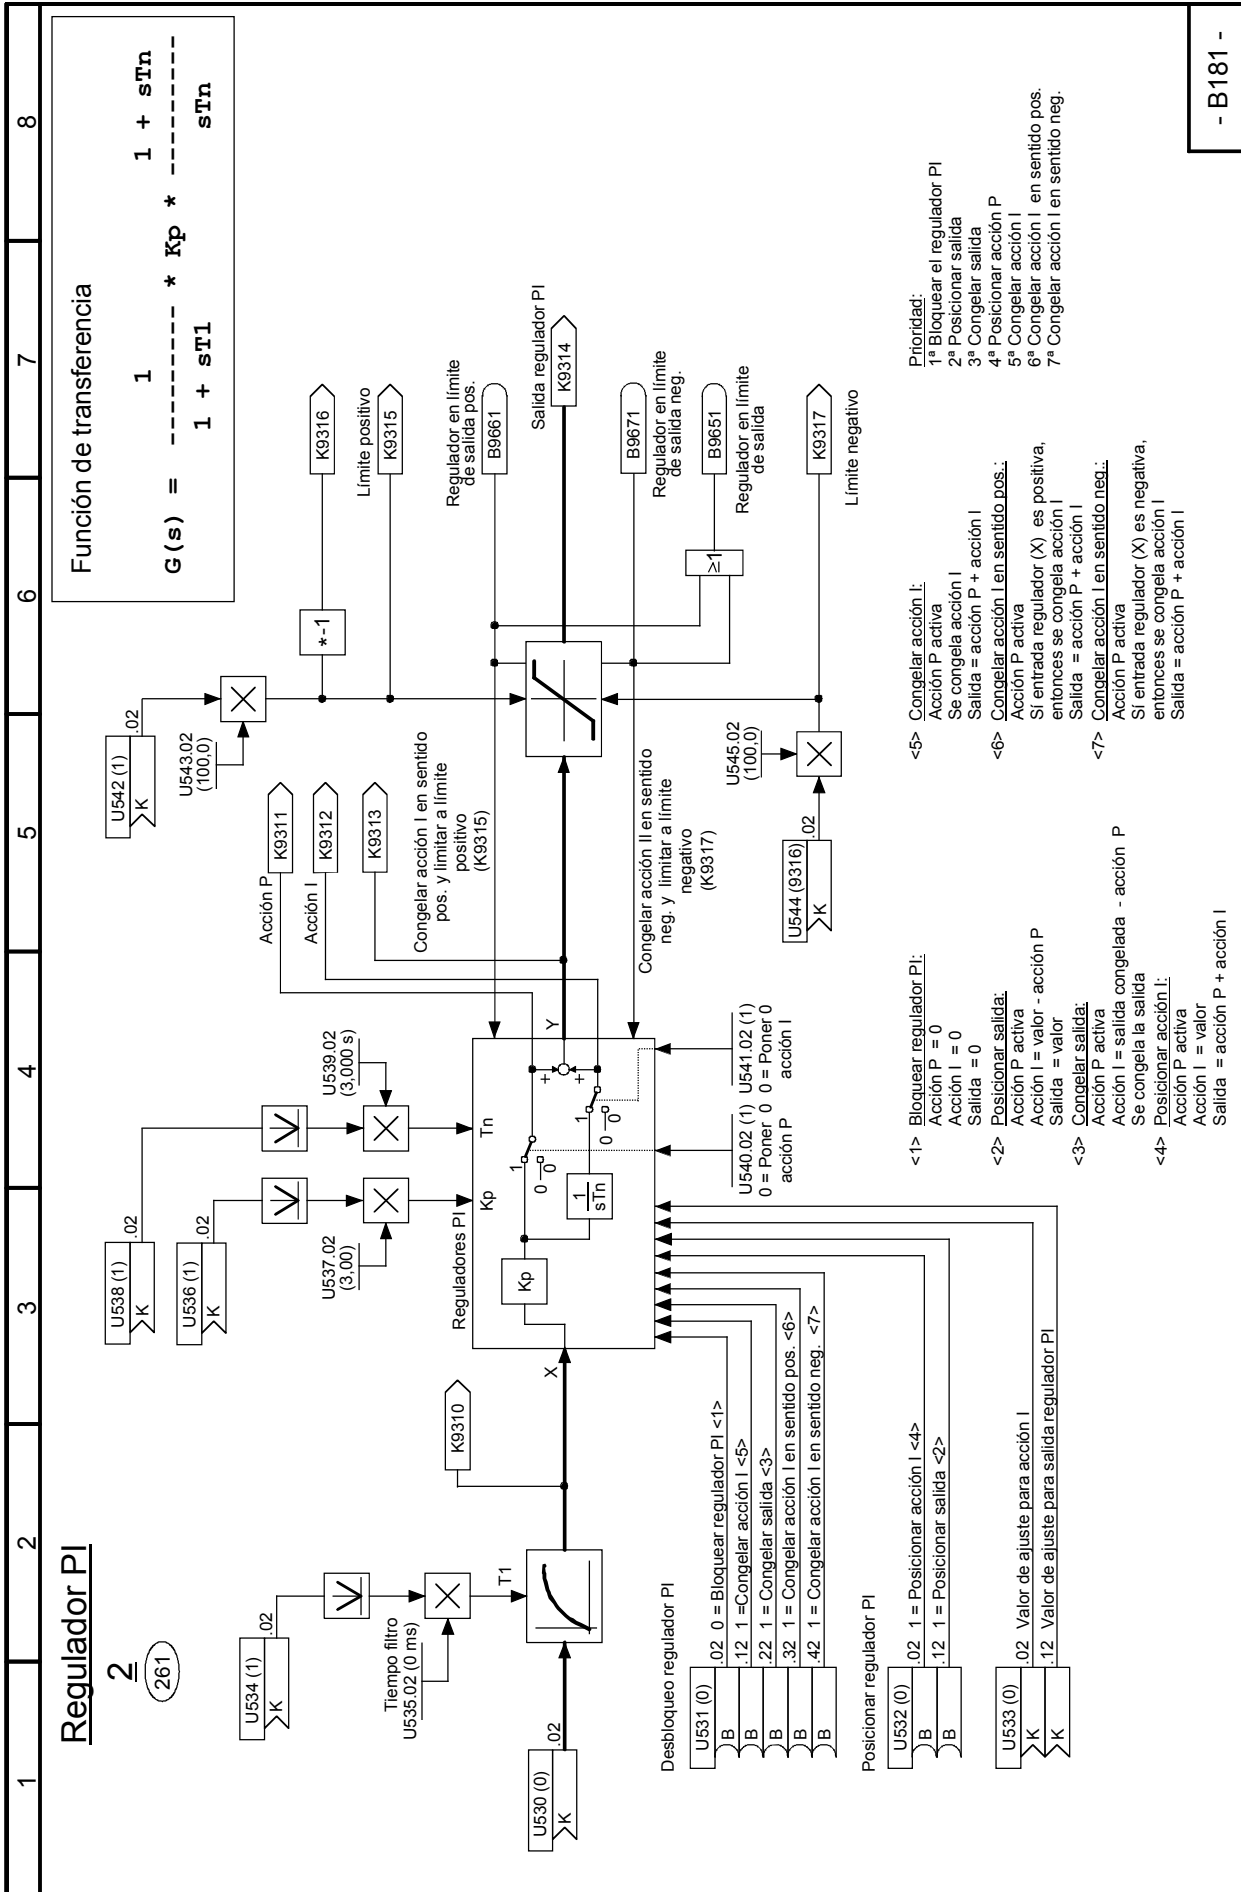 1 2 3 4 5 6 7 8
Regulador PI
2
261
Función de transferencia
1 1 + sTn
G(s) = -------- * Kp * ---------
1 + sT1 sTn
U534 (1)
K
.02
Tiempo filtro
U535.02 (0 ms)
T1
U530 (0)
K
.02
K9310
X
U538 (1)
K
.02
U536 (1)
K
.02
U537.02
(3,00)
U539.02
(3,000 s)
Reguladores PI
Kp
Tn
Kp
1
sTn
1
0
0
1
0
0
+
+
Y
U540.02 (1)
0 = Poner 0
acción P
U541.02 (1)
0 = Poner 0
acción I
Acción P
K9311
Acción I
K9312
K9313
Congelar acción I en sentido
pos. y limitar a límite
positivo
(K9315)
Congelar acción II en sentido
neg. y limitar a límite
negativo
(K9317)
U542 (1)
K
.02
U543.02
(100,0)
*-1
K9316
Límite positivo
K9315
Regulador en límite
de salida pos.
B9661
Salida regulador PI
K9314
B9671
Regulador en límite
de salida neg.
≥1
B9651
Regulador en límite
de salida
K9317
Límite negativo
U545.02
(100,0)
U544 (9316)
K
.02
Desbloqueo regulador PI
U531 (0)
B .02 0 = Bloquear regulador PI <1>
B .12 1 =Congelar acción I <5>
B .22 1 = Congelar salida <3>
B .32 1 = Congelar acción I en sentido pos. <6>
B .42 1 = Congelar acción I en sentido neg. <7>
Posicionar regulador PI
U532 (0)
B .02 1 = Posicionar acción I <4>
B .12 1 = Posicionar salida <2>
U533 (0)
K .02 Valor de ajuste para acción I
K .12 Valor de ajuste para salida regulador PI
<1> Bloquear regulador PI:
Acción P = 0
Acción I = 0
Salida = 0
<2> Posicionar salida:
Acción P activa
Acción I = valor - acción P
Salida = valor
<3> Congelar salida:
Acción P activa
Acción I = salida congelada - acción P
Se congela la salida
<4> Posicionar acción I:
Acción P activa
Acción I = valor
Salida = acción P + acción I
<5> Congelar acción I:
Acción P activa
Se congela acción I
Salida = acción P + acción I
<6> Congelar acción I en sentido pos.:
Acción P activa
Sí entrada regulador (X) es positiva,
entonces se congela acción I
Salida = acción P + acción I
<7> Congelar acción I en sentido neg.:
Acción P activa
Sí entrada regulador (X) es negativa,
entonces se congela acción I
Salida = acción P + acción I
Prioridad:
1ª Bloquear el regulador PI
2ª Posicionar salida
3ª Congelar salida
4ª Posicionar acción P
5ª Congelar acción I
6ª Congelar acción I en sentido pos.
7ª Congelar acción I en sentido neg.
- B181 -